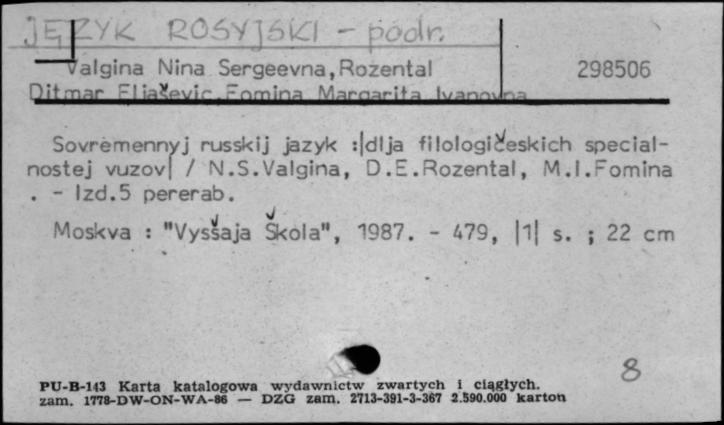 JĘZYK ROSYJSKI - podr.
Valgina Nina Sergeevna,Rozental 298506
Ditmar Eliaševic,Fomina Margarita Ivanovna
Sovremennyj russkij jazyk :|dlja filologičeskich special-
nostej vuzov| / N.S.Valgina, D.E.Rozental, M.I.Fomina
. - Izd.5 pererab.
Moskva : "Vysšaja Škola", 1987. - 479, |1| s. ; 22 cm
8
PU-B-143 Karta katalogowa wydawnictw zwartych i ciągłych.
zam. 1778-DW-ON-WA-86 — DZG zam. 2713-391-3-367 2.590.000 karton